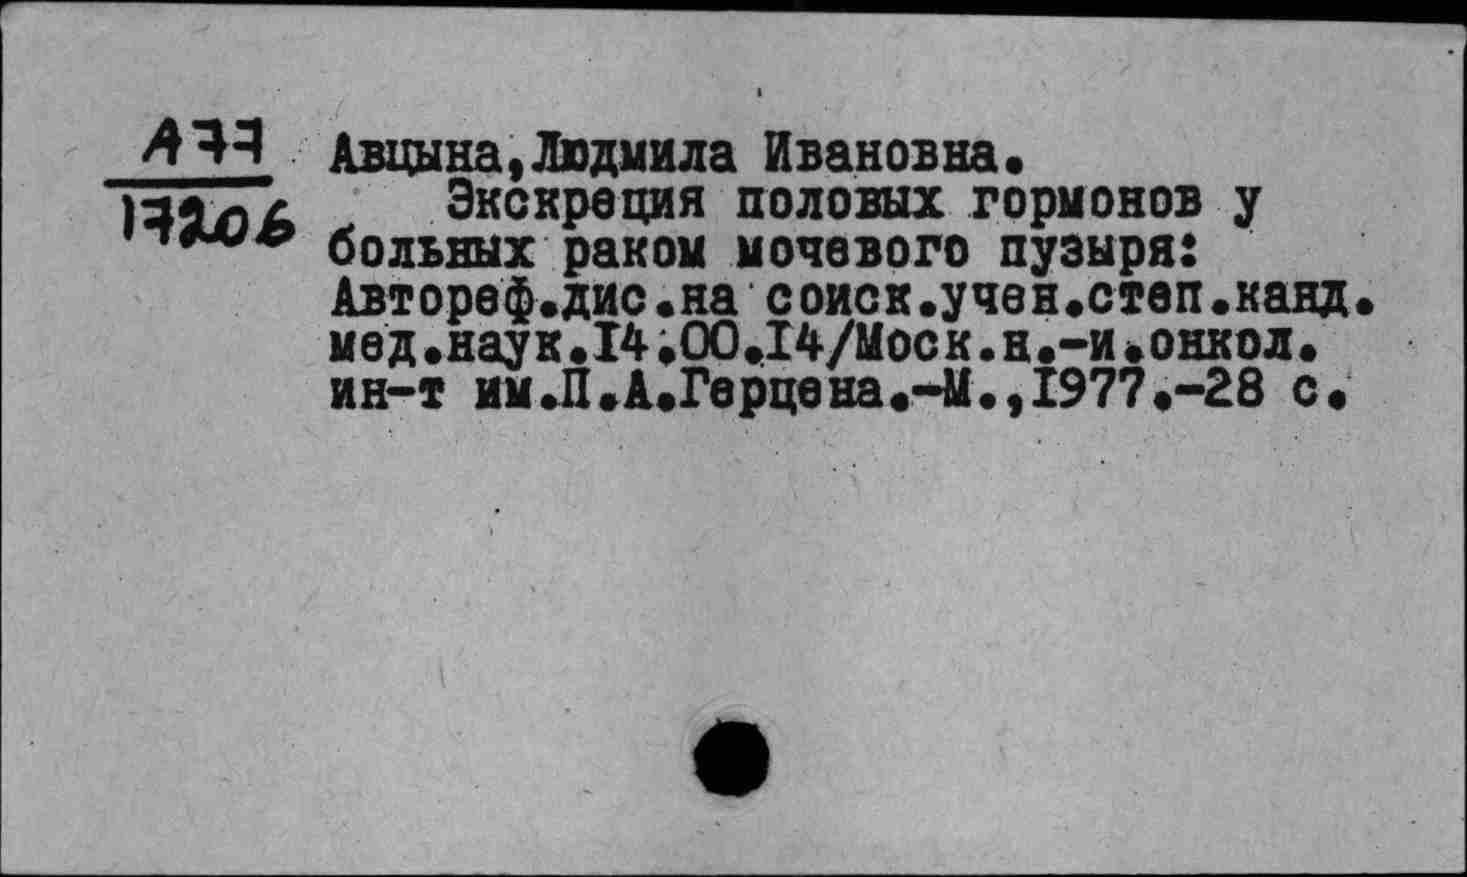 А77
17206
Авцына,Людмила Ивановна.
Экскреция половых гормонов у
больных раком мочевого пузыря:
Автореф.дис.на соиск.учен.степ.канд.
мед.наук.14.00.14/Моск.н.-и.онкол.
ин-т им.П.А.Герцена.-М.,1977.-28 с.